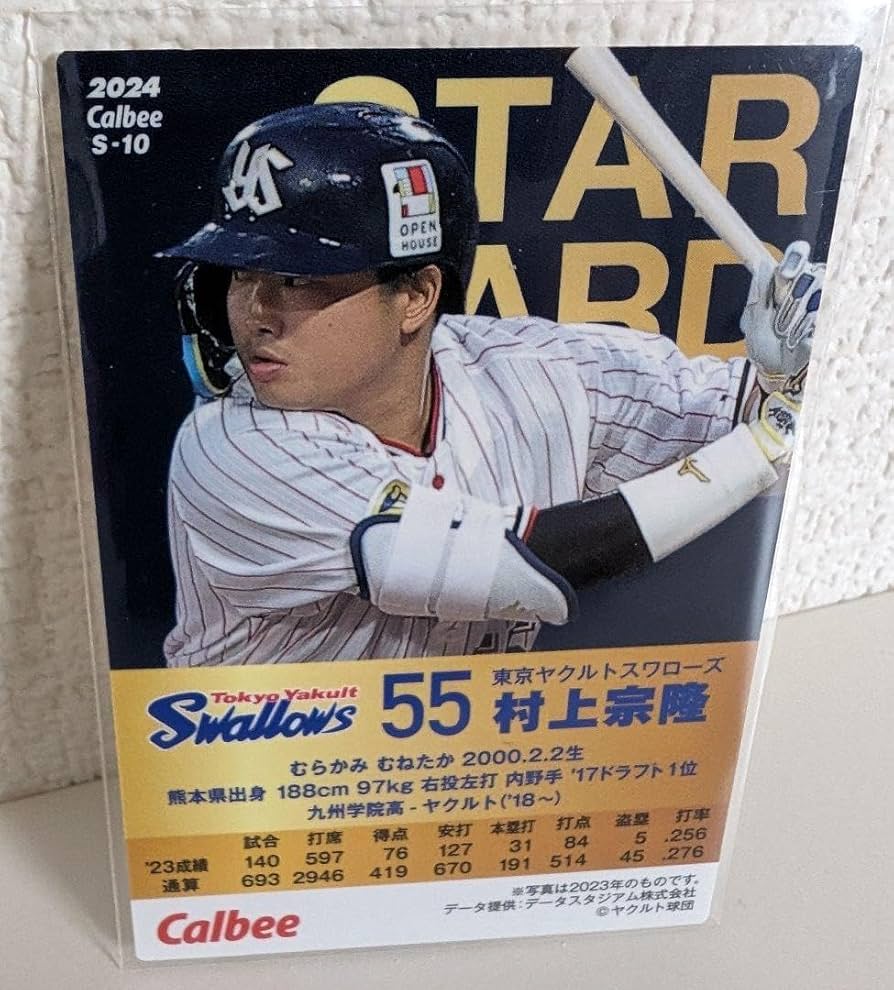 2024
Calbee
S-10
STAR
CARD
YS
OPEN
HOUSE
Tokyo Yakult
Swallows
55
東京ヤクルトスワローズ
村上宗隆
むらかみ むねたか 2000.2.2生
熊本県出身 188cm 97kg 右投左打 内野手 '17ドラフト1位
九州学院高-ヤクルト('18~)
試合 打席 得点 安打 本塁打 打点 盗塁 打率
'23成績 140 597 76 127 31 84 5 .256
通算 693 2946 419 670 191 514 45 .276
※写真は2023年のものです。
データ提供:データスタジアム株式会社
©ヤクルト球団
Calbee